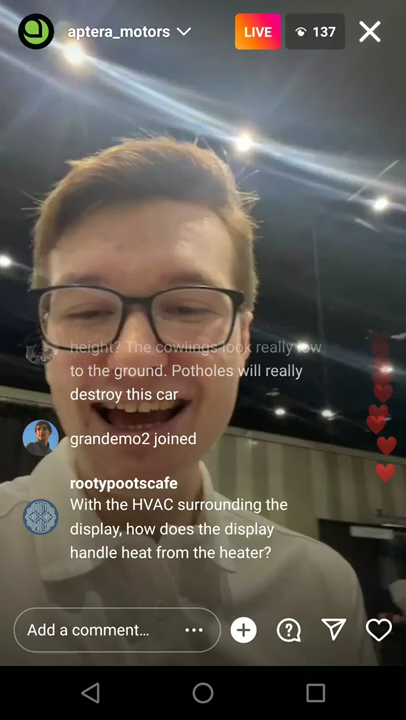 aptera_motors
LIVE
137
height? The cowlings look really low
to the ground. Potholes will really
destroy this car
grandemo2 joined
rootypootscafe
With the HVAC surrounding the
display, how does the display
handle heat from the heater?
Add a comment...